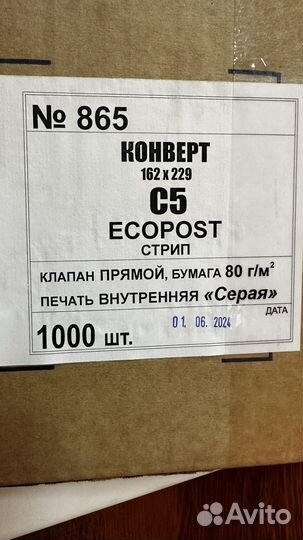 № 865
КОНВЕРТ
162 х 229
С5
ECOPOST
СТРИП
КЛАПАН ПРЯМОЙ, БУМАГА 80 г/м²
ПЕЧАТЬ ВНУТРЕННЯЯ «Серая»
ДАТА
1000 шт.
01. 06. 2024
Avito